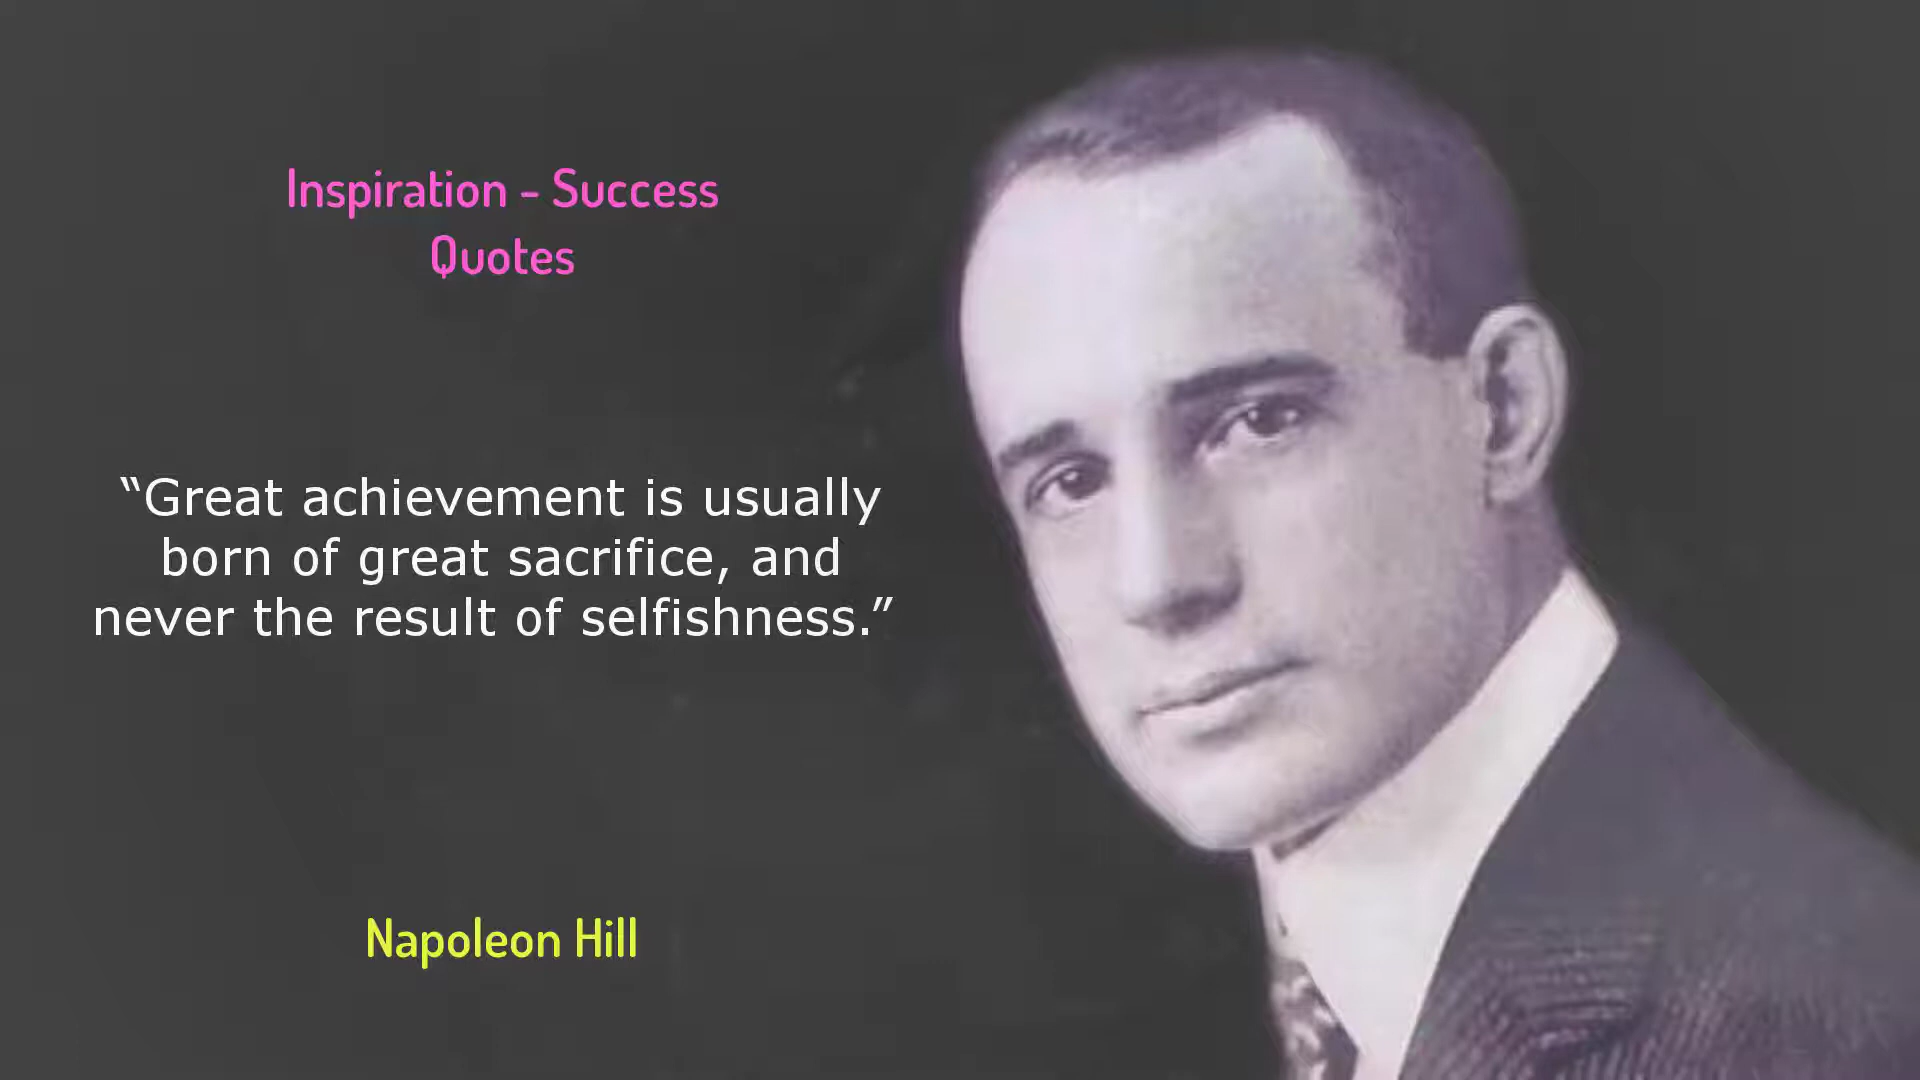 Inspiration - Success
Quotes
“Great achievement is usually
born of great sacrifice, and
never the result of selfishness.”
Napoleon Hill